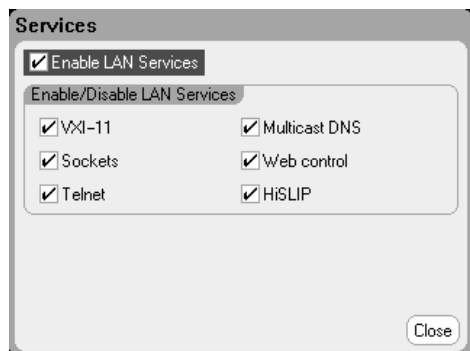 Services
Enable LAN Services
Enable/Disable LAN Services
VXI-11
Multicast DNS
Sockets
Web control
Telnet
HiSLIP
Close